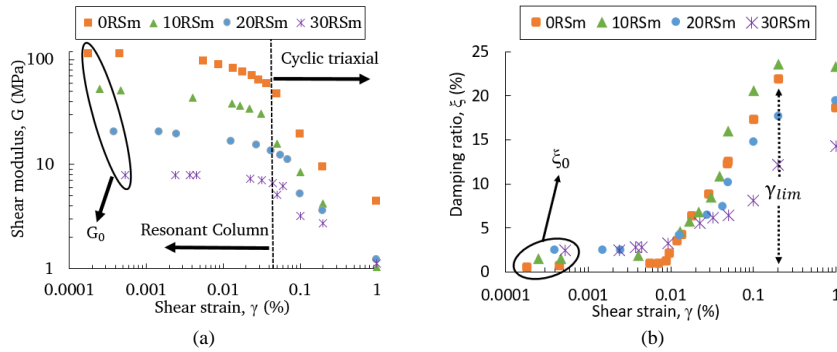 (a)
0RSm 10RSm 20RSm 30RSm
Shear modulus, G (MPa)
100
10
1
Cyclic triaxial
G0
Resonant Column
0.0001 0.001 0.01 0.1 1
Shear strain, γ (%)
(a)
(b)
0RSm 10RSm 20RSm 30RSm
Damping ratio, ξ (%)
25
20
15
10
5
0
ξ0
γlim
0.0001 0.001 0.01 0.1 1
Shear strain, γ (%)
(b)